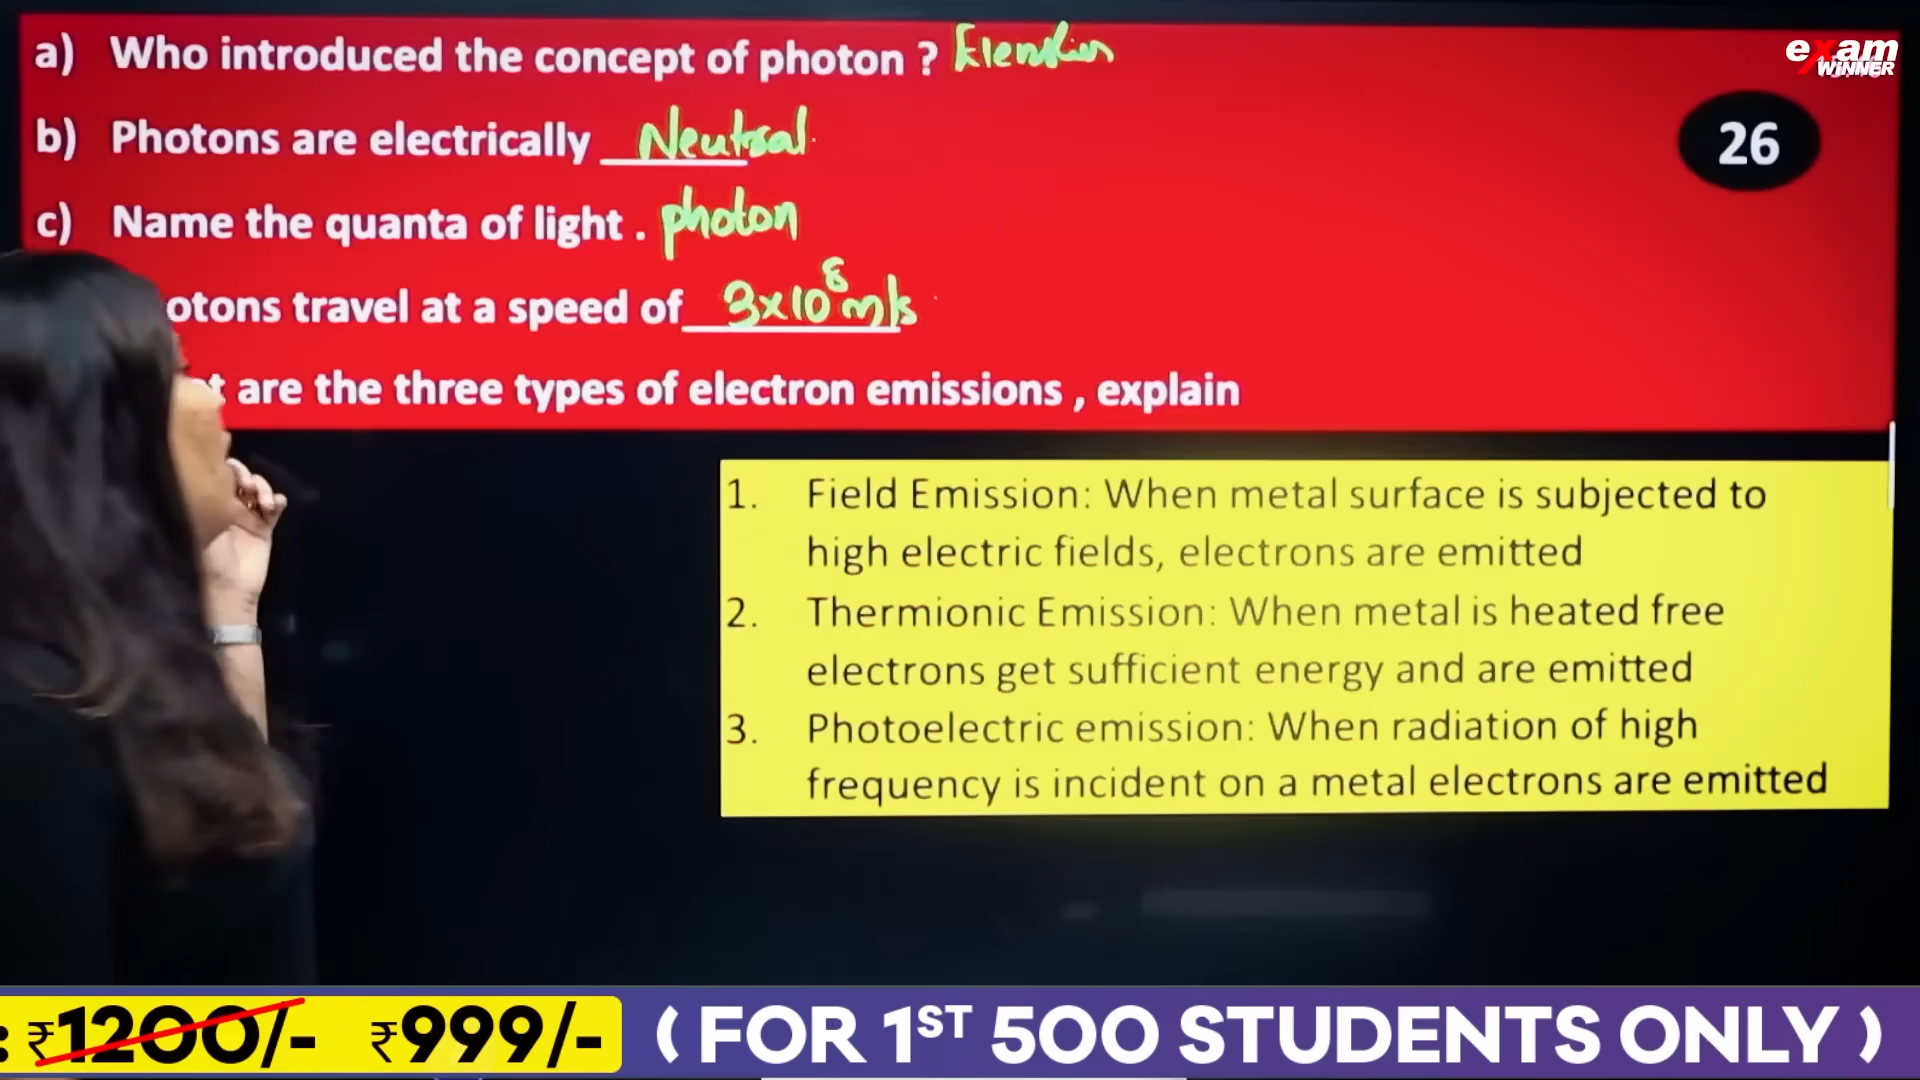 a) Who introduced the concept of photon ? Eienstien
exam
WINNER
b) Photons are electrically Neutral
26
c) Name the quanta of light . photon
otons travel at a speed of 3x10⁸m/s
t are the three types of electron emissions , explain
1. Field Emission: When metal surface is subjected to
high electric fields, electrons are emitted
2. Thermionic Emission: When metal is heated free
electrons get sufficient energy and are emitted
3. Photoelectric emission: When radiation of high
frequency is incident on a metal electrons are emitted
: ₹1200/- ₹999/- ( FOR 1ST 500 STUDENTS ONLY )